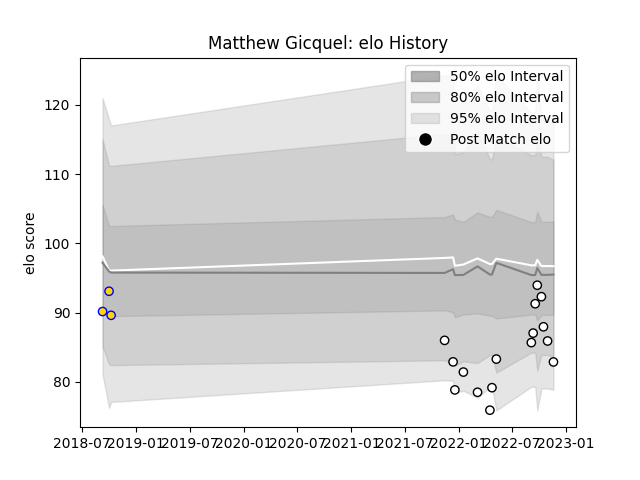 Matthew Gicquel: elo History
50% elo Interval
80% elo Interval
95% elo Interval
Post Match elo
elo score
120
110
100
90
80
2018-07 2019-01 2019-07 2020-01 2020-07 2021-01 2021-07 2022-01 2022-07 2023-01